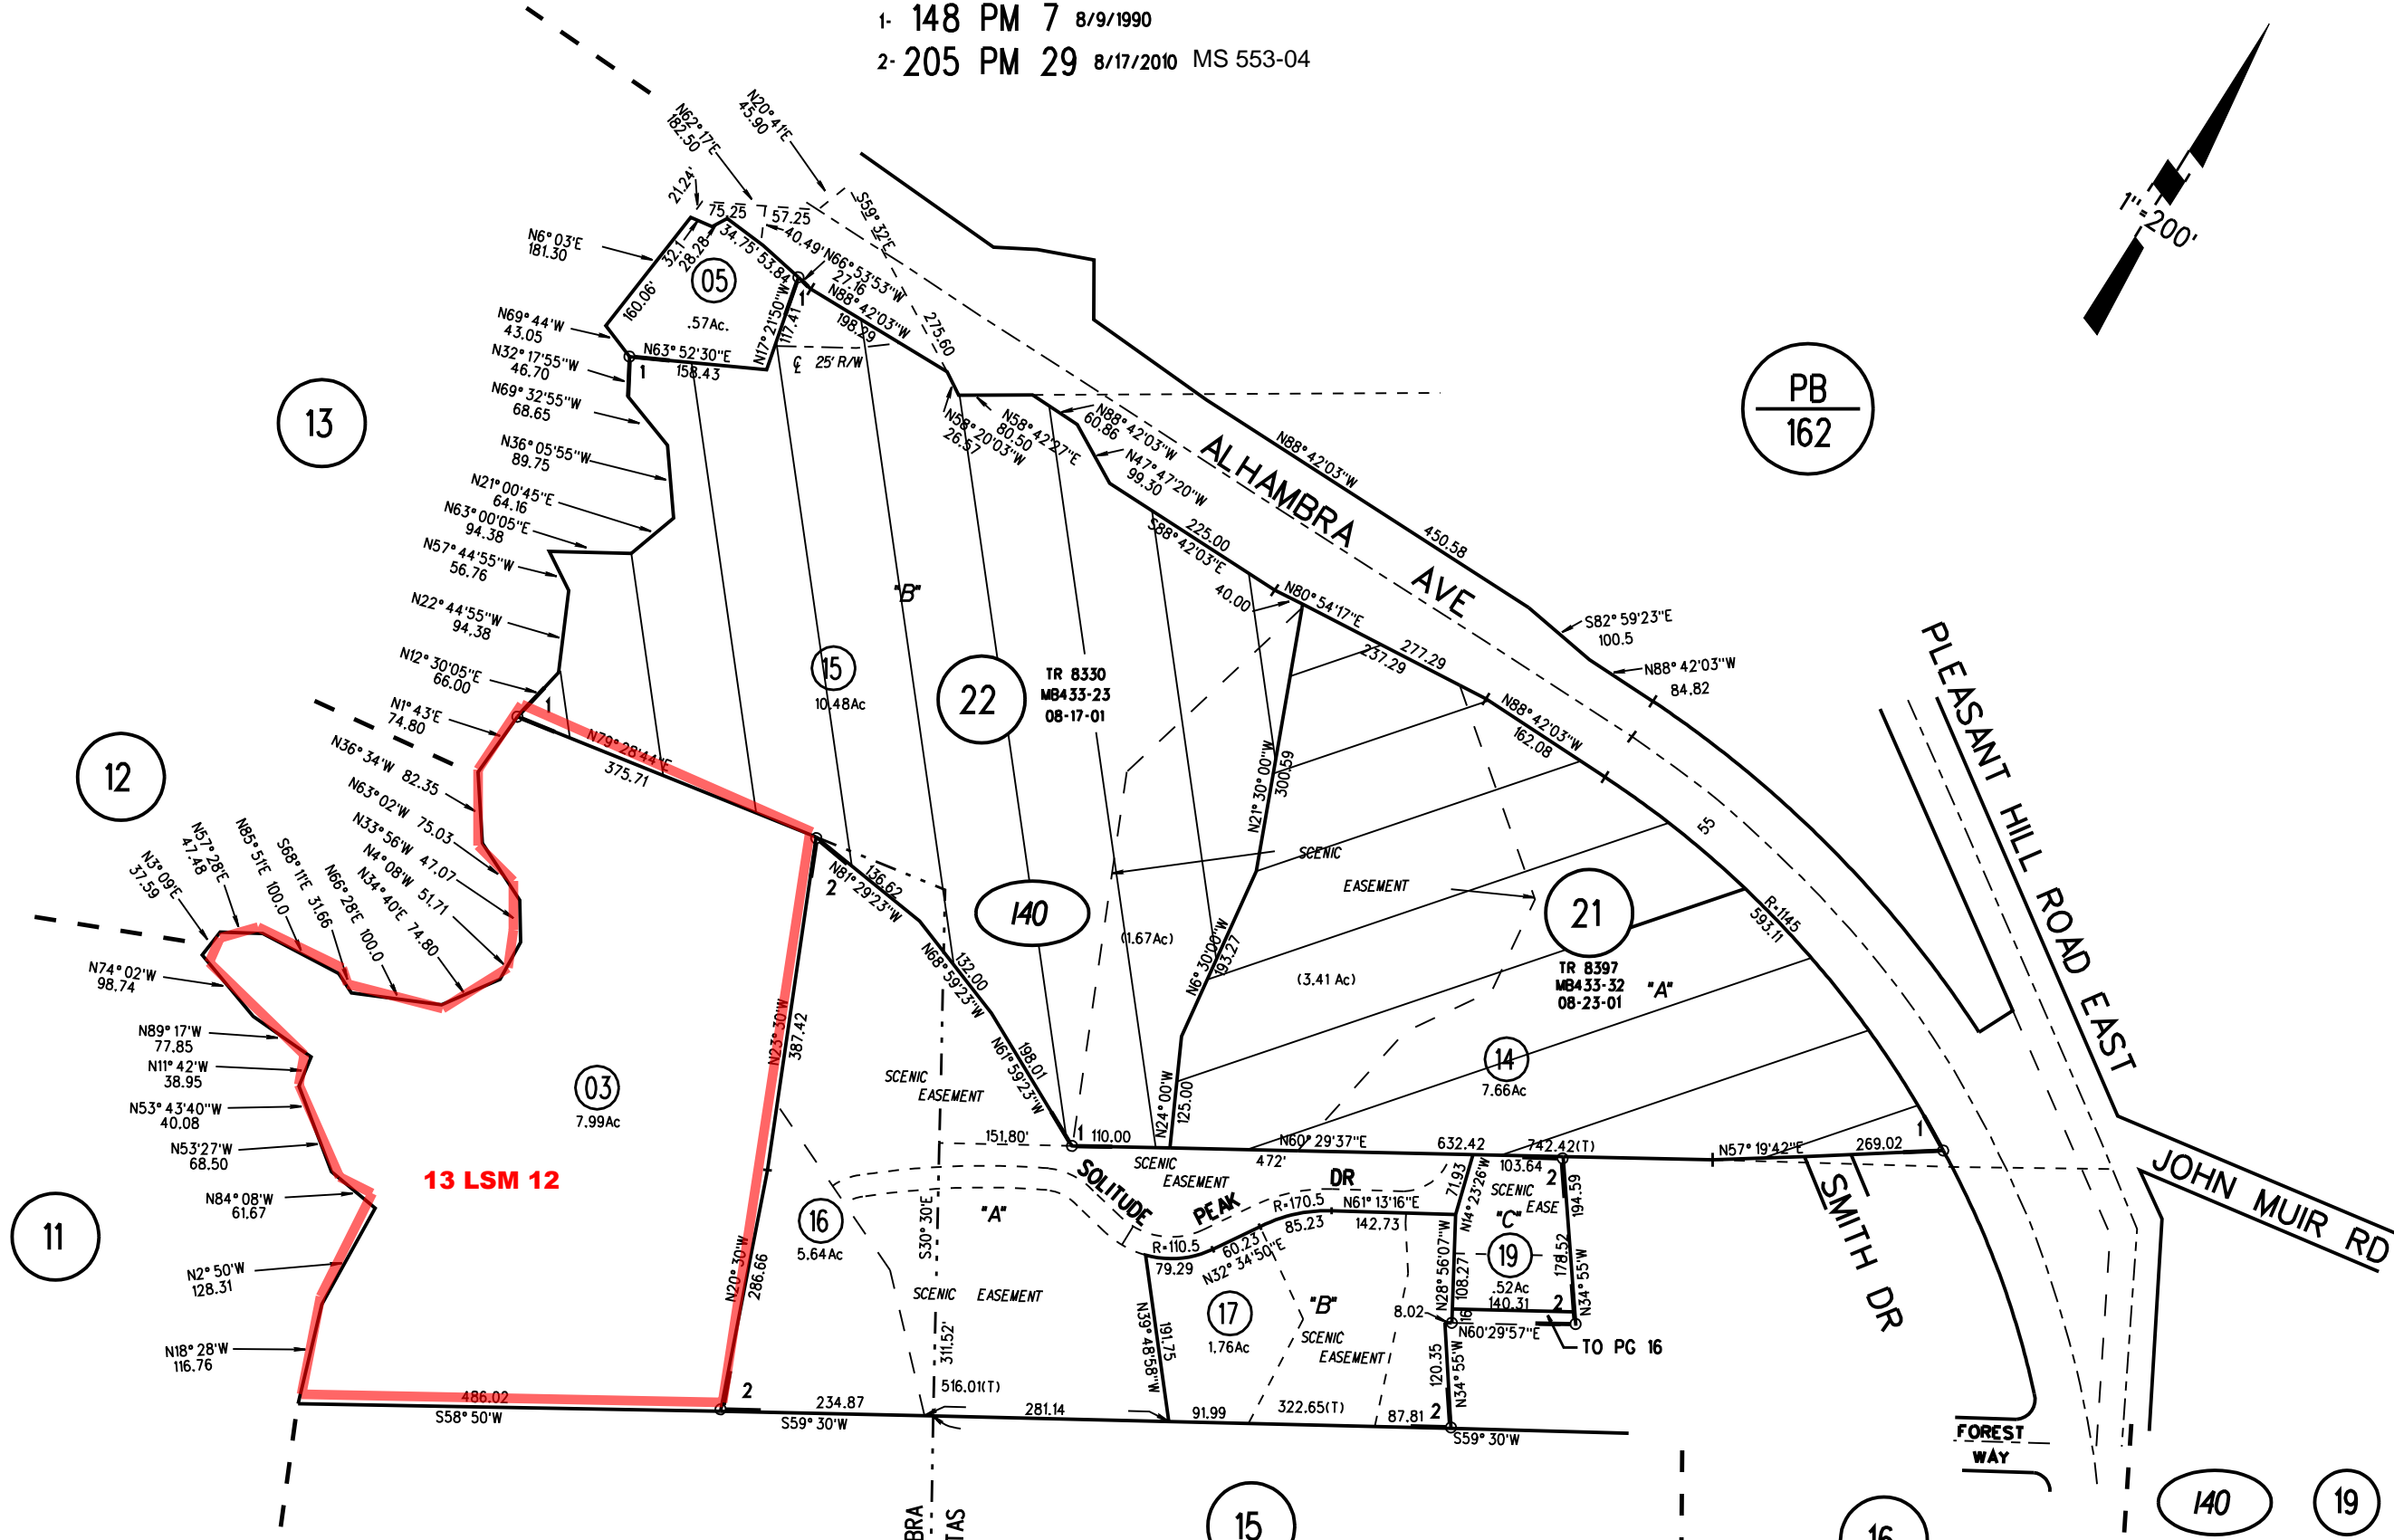 1- 148 PM 7 8/9/1990
2- 205 PM 29 8/17/2010 MS 553-04
1"=200'
N20°41'E
45.90
N62°17'E
182.50
21.24'
75.25
57.25
S59°32'E
N6°03'E
181.30
32.1
28.28
34.75'
53.84
40.49'
N66°53'53"W
27.16
05
.57Ac.
160.06'
N17°21'50"W
117.41
1
N88°42'03"W
198.29
275.60
N69°44'W
43.05
N63°52'30"E
158.43
1
℄ 25' R/W
N32°17'55"W
46.70
N69°32'55"W
68.65
N58°20'03"W
26.57
N58°42'27"E
80.50
N88°42'03"W
60.86
N47°47'20"W
99.30
13
PB
162
N36°05'55"W
89.75
N21°00'45"E
64.16
N63°00'05"E
94.38
N57°44'55"W
56.76
N22°44'55"W
94.38
N12°30'05"E
66.00
N1°43'E
74.80
ALHAMBRA AVE
N88°42'03"W
450.58
225.00
S88°42'03"E
40.00
N80°54'17"E
277.29
237.29
S82°59'23"E
100.5
N88°42'03"W
84.82
N88°42'03"W
162.08
"B"
15
10.48Ac
22
TR 8330
MB433-23
08-17-01
PLEASANT HILL ROAD EAST
1
N79°28'44"E
375.71
N36°34'W 82.35
N63°02'W 75.03
N33°56'W 47.07
N4°08'W 51.71
N34°40'E 74.80
N66°28'E 100.0
S68°11'E 31.66
N85°51'E 100.0
N57°28'E
47.48
N3°09'E
37.59
12
N21°30'00"W
300.59
55
SCENIC
EASEMENT
2
N81°29'23"W
136.62
140
(1.67Ac)
N6°30'00"W
193.27
(3.41 Ac)
21
TR 8397
MB433-32
08-23-01
"A"
R=1145
593.11
N74°02'W
98.74
N89°17'W
77.85
N11°42'W
38.95
N53°43'40"W
40.08
N53°27'W
68.50
N84°08'W
61.67
N2°50'W
128.31
N18°28'W
116.76
N68°59'23"W
132.00
N61°59'23"W
198.01
N23°30'W
387.42
03
7.99Ac
13 LSM 12
11
SCENIC
EASEMENT
14
7.66Ac
N24°00'W
125.00
151.80'
1
110.00
N60°29'37"E
472'
632.42
742.42(T)
103.64
N57°19'42"E
269.02
1
SCENIC
EASEMENT
SOLITUDE PEAK DR
R=110.5
79.29
60.23
N32°34'50"E
R=170.5
85.23
N61°13'16"E
142.73
71.93
N14°23'26"W
SCENIC
EASE
"C"
2
194.59
19
.52Ac
178.52
N34°55'W
N28°56'07"W
108.27
140.31
2
16
8.02
N60°29'57"E
TO PG 16
SMITH DR
JOHN MUIR RD
16
5.64Ac
"A"
S30°30'E
N20°30'W
286.66
SCENIC EASEMENT
311.52'
N39°48'58"W
191.75
17
1.76Ac
"B"
SCENIC
EASEMENT
120.35
N34°55'W
486.02
S58°50'W
2
234.87
S59°30'W
516.01(T)
281.14
91.99
322.65(T)
87.81
2
S59°30'W
FOREST
WAY
BRA
TAS
15
16
140
19